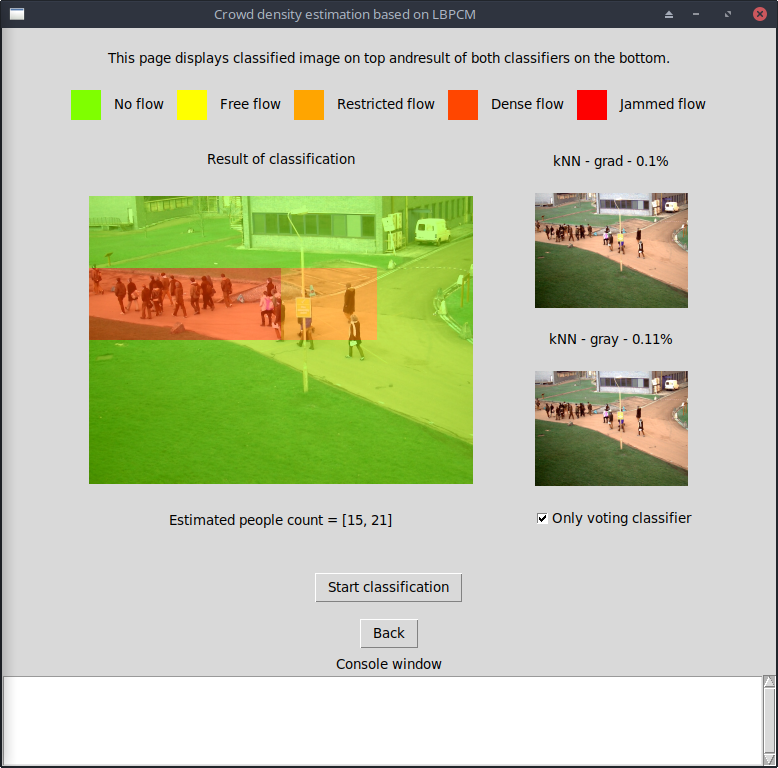 Crowd density estimation based on LBPCM
This page displays classified image on top andresult of both classifiers on the bottom.
No flow Free flow Restricted flow Dense flow Jammed flow
Result of classification
kNN - grad - 0.1%
kNN - gray - 0.11%
Estimated people count = [15, 21]
Only voting classifier
Start classification
Back
Console window